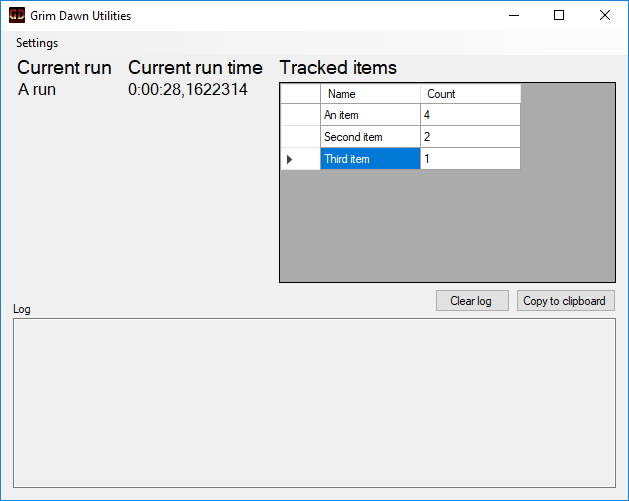 Grim Dawn Utilities
Settings
Current run Current run time Tracked items
A run 0:00:28,1622314
Name Count
An item 4
Second item 2
Third item 1
Clear log Copy to clipboard
Log